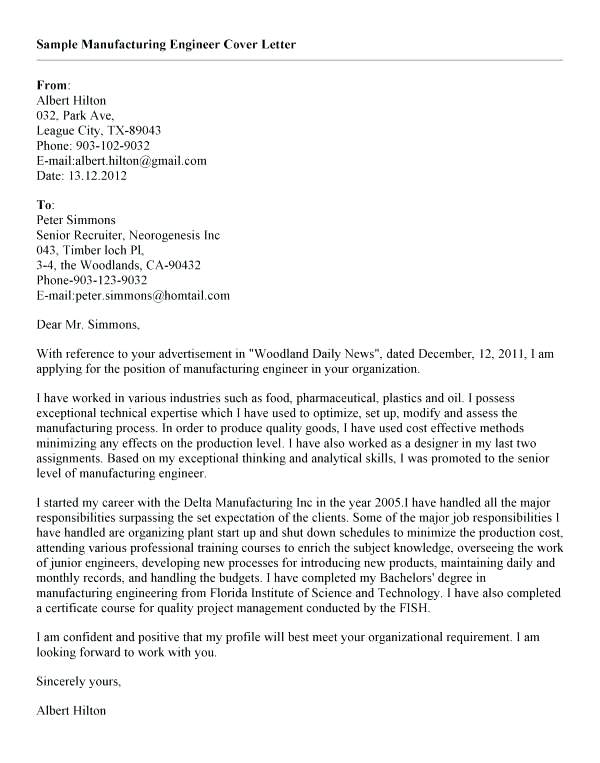 Sample Manufacturing Engineer Cover Letter
From:
Albert Hilton
032, Park Ave,
League City, TX-89043
Phone: 903-102-9032
E-mail:albert.hilton@gmail.com
Date: 13.12.2012
To:
Peter Simmons
Senior Recruiter, Neorogenesis Inc
043, Timber loch Pl,
3-4, the Woodlands, CA-90432
Phone-903-123-9032
E-mail:peter.simmons@homtail.com
Dear Mr. Simmons,
With reference to your advertisement in "Woodland Daily News", dated December, 12, 2011, I am
applying for the position of manufacturing engineer in your organization.
I have worked in various industries such as food, pharmaceutical, plastics and oil. I possess
exceptional technical expertise which I have used to optimize, set up, modify and assess the
manufacturing process. In order to produce quality goods, I have used cost effective methods
minimizing any effects on the production level. I have also worked as a designer in my last two
assignments. Based on my exceptional thinking and analytical skills, I was promoted to the senior
level of manufacturing engineer.
I started my career with the Delta Manufacturing Inc in the year 2005.I have handled all the major
responsibilities surpassing the set expectation of the clients. Some of the major job responsibilities I
have handled are organizing plant start up and shut down schedules to minimize the production cost,
attending various professional training courses to enrich the subject knowledge, overseeing the work
of junior engineers, developing new processes for introducing new products, maintaining daily and
monthly records, and handling the budgets. I have completed my Bachelors' degree in
manufacturing engineering from Florida Institute of Science and Technology. I have also completed
a certificate course for quality project management conducted by the FISH.
I am confident and positive that my profile will best meet your organizational requirement. I am
looking forward to work with you.
Sincerely yours,
Albert Hilton